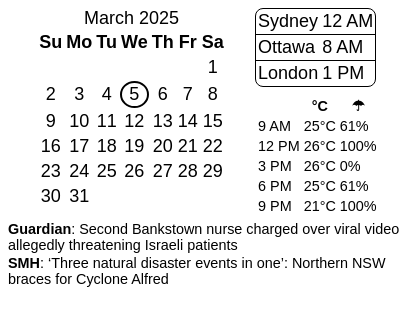 March 2025
Su Mo Tu We Th Fr Sa
1
2 3 4 5 6 7 8
9 10 11 12 13 14 15
16 17 18 19 20 21 22
23 24 25 26 27 28 29
30 31
Sydney 12 AM
Ottawa 8 AM
London 1 PM
°C ☂
9 AM 25°C 61%
12 PM 26°C 100%
3 PM 26°C 0%
6 PM 25°C 61%
9 PM 21°C 100%
Guardian: Second Bankstown nurse charged over viral video
allegedly threatening Israeli patients
SMH: ‘Three natural disaster events in one’: Northern NSW
braces for Cyclone Alfred